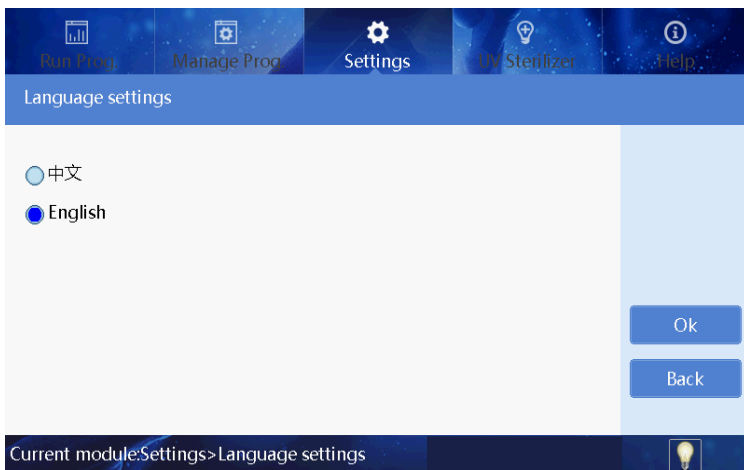 Run Prog.
Manage Prog.
Settings
UV Sterilizer
Help
Language settings
中文
English
Ok
Back
Current module:Settings>Language settings